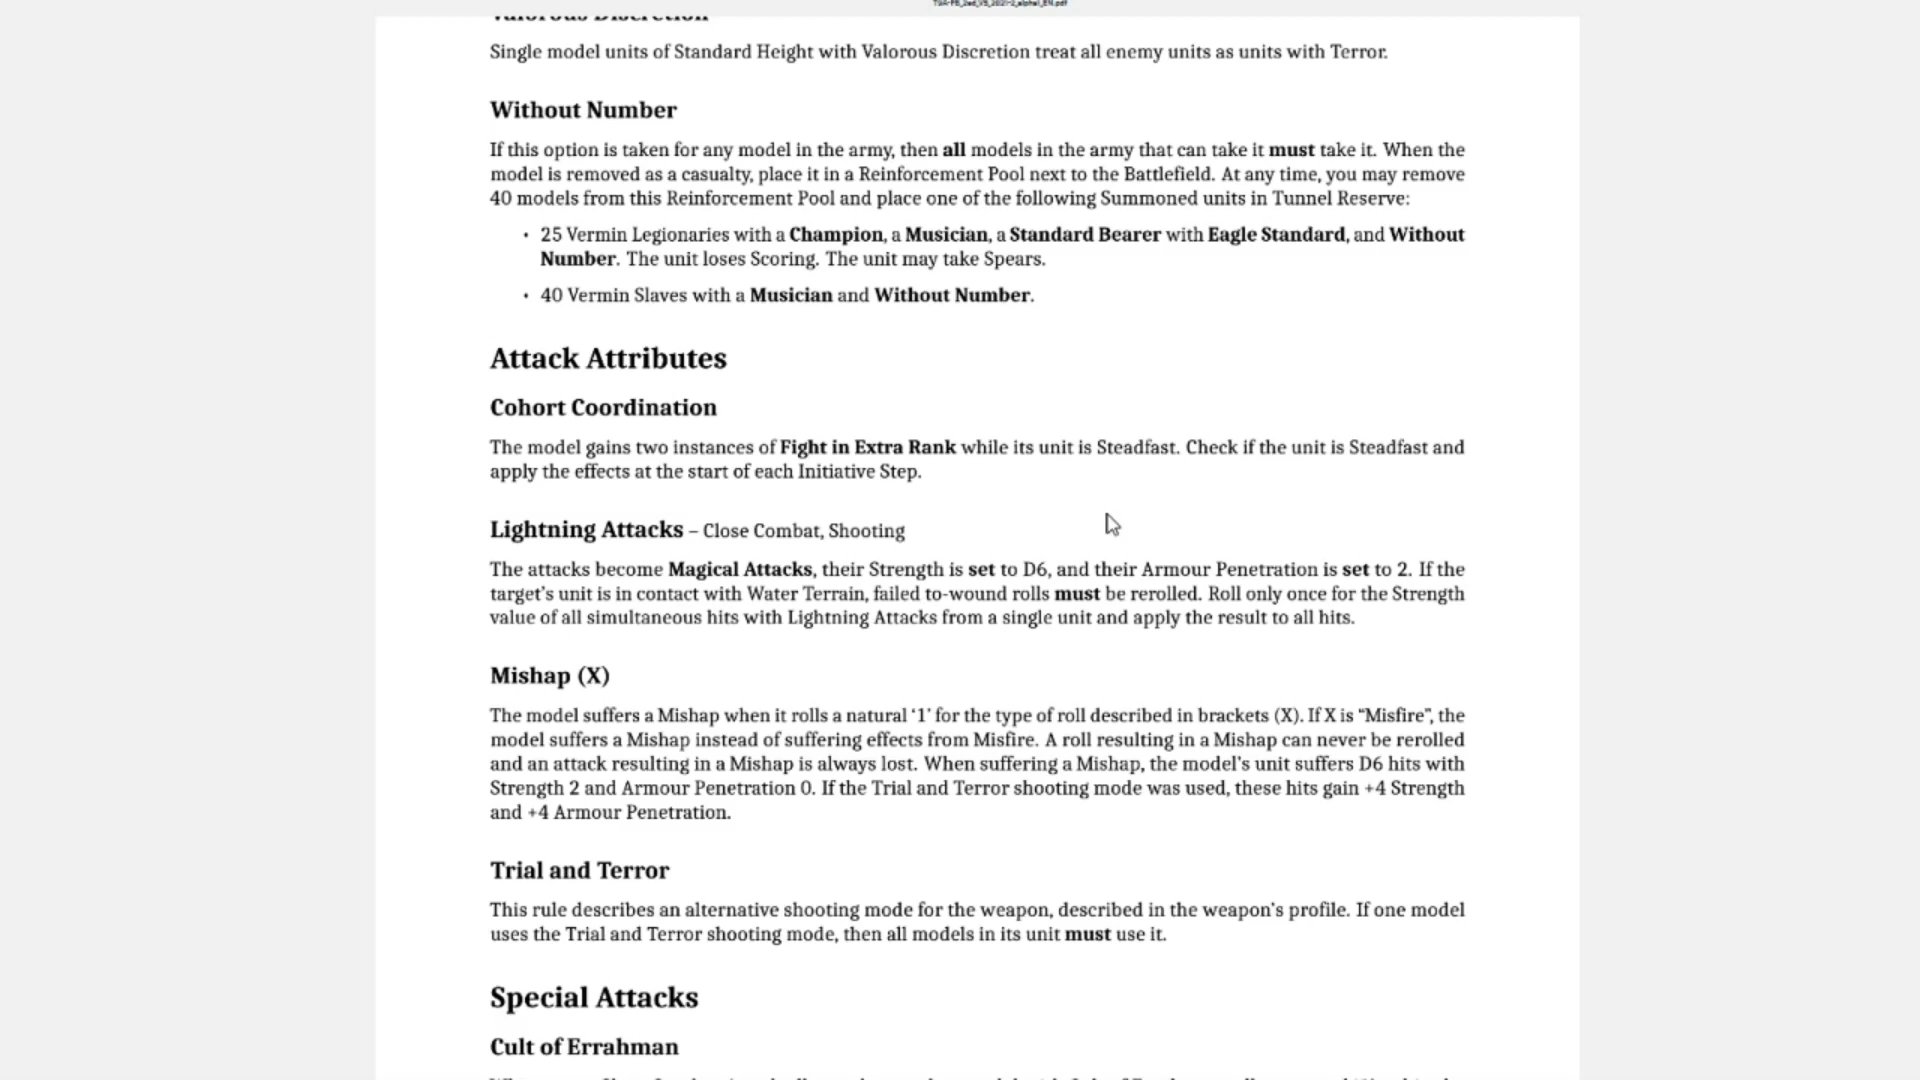 TSA-FB_2ed_V5_2021-2_alpha1_EN.pdf
Valorous Discretion
Single model units of Standard Height with Valorous Discretion treat all enemy units as units with Terror.
Without Number
If this option is taken for any model in the army, then all models in the army that can take it must take it. When the
model is removed as a casualty, place it in a Reinforcement Pool next to the Battlefield. At any time, you may remove
40 models from this Reinforcement Pool and place one of the following Summoned units in Tunnel Reserve:
• 25 Vermin Legionaries with a Champion, a Musician, a Standard Bearer with Eagle Standard, and Without
Number. The unit loses Scoring. The unit may take Spears.
• 40 Vermin Slaves with a Musician and Without Number.
Attack Attributes
Cohort Coordination
The model gains two instances of Fight in Extra Rank while its unit is Steadfast. Check if the unit is Steadfast and
apply the effects at the start of each Initiative Step.
Lightning Attacks – Close Combat, Shooting
The attacks become Magical Attacks, their Strength is set to D6, and their Armour Penetration is set to 2. If the
target's unit is in contact with Water Terrain, failed to-wound rolls must be rerolled. Roll only once for the Strength
value of all simultaneous hits with Lightning Attacks from a single unit and apply the result to all hits.
Mishap (X)
The model suffers a Mishap when it rolls a natural ‘1’ for the type of roll described in brackets (X). If X is “Misfire”, the
model suffers a Mishap instead of suffering effects from Misfire. A roll resulting in a Mishap can never be rerolled
and an attack resulting in a Mishap is always lost. When suffering a Mishap, the model's unit suffers D6 hits with
Strength 2 and Armour Penetration 0. If the Trial and Terror shooting mode was used, these hits gain +4 Strength
and +4 Armour Penetration.
Trial and Terror
This rule describes an alternative shooting mode for the weapon, described in the weapon's profile. If one model
uses the Trial and Terror shooting mode, then all models in its unit must use it.
Special Attacks
Cult of Errahman